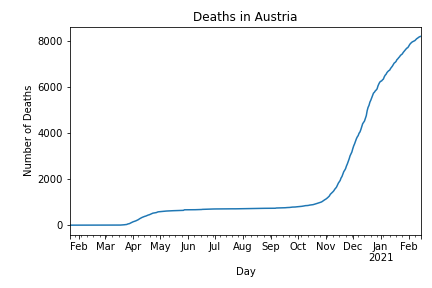 Deaths in Austria
8000
6000
4000
2000
0
Number of Deaths
Feb Mar Apr May Jun Jul Aug Sep Oct Nov Dec Jan Feb
2021
Day